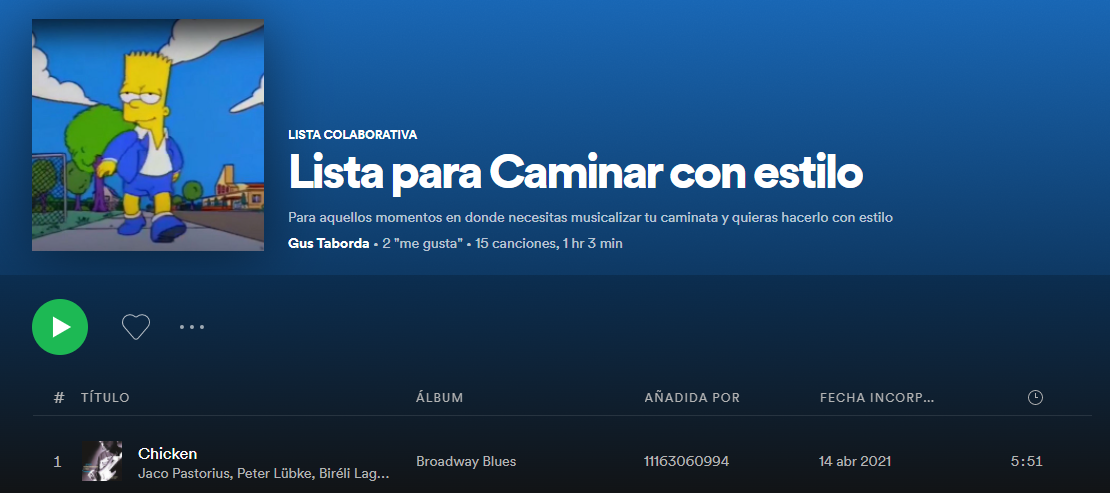 LISTA COLABORATIVA
Lista para Caminar con estilo
Para aquellos momentos en donde necesitas musicalizar tu caminata y quieras hacerlo con estilo
Gus Taborda • 2 "me gusta" • 15 canciones, 1 hr 3 min
# TÍTULO ÁLBUM AÑADIDA POR FECHA INCORP...
1 Chicken Broadway Blues 11163060994 14 abr 2021 5:51
Jaco Pastorius, Peter Lübke, Biréli Lag...